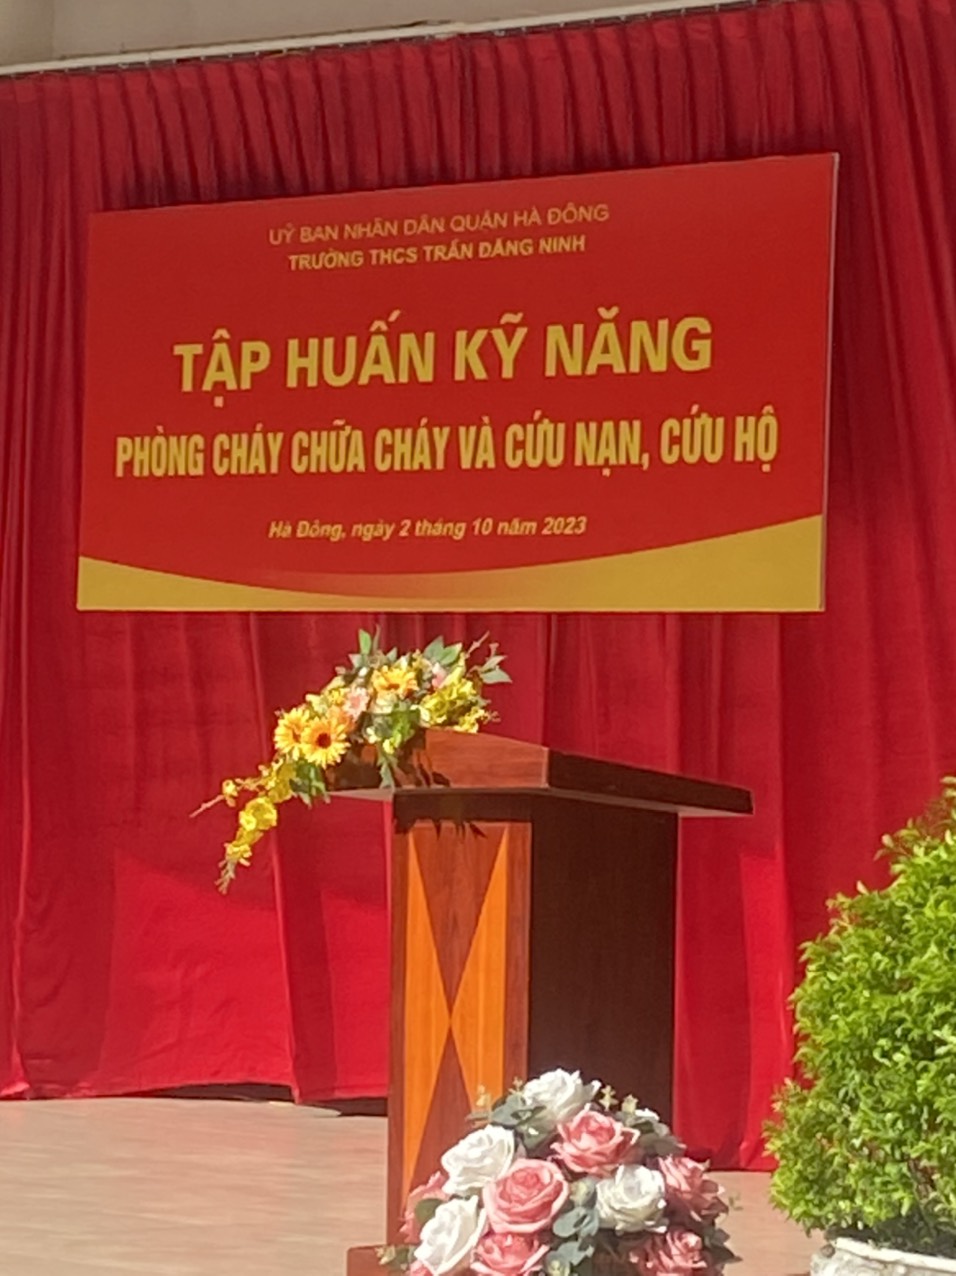 UỶ BAN NHÂN DÂN QUẬN HÀ ĐÔNG
TRƯỜNG THCS TRẦN ĐĂNG NINH
TẬP HUẤN KỸ NĂNG
PHÒNG CHÁY CHỮA CHÁY VÀ CỨU NẠN, CỨU HỘ
Hà Đông, ngày 2 tháng 10 năm 2023